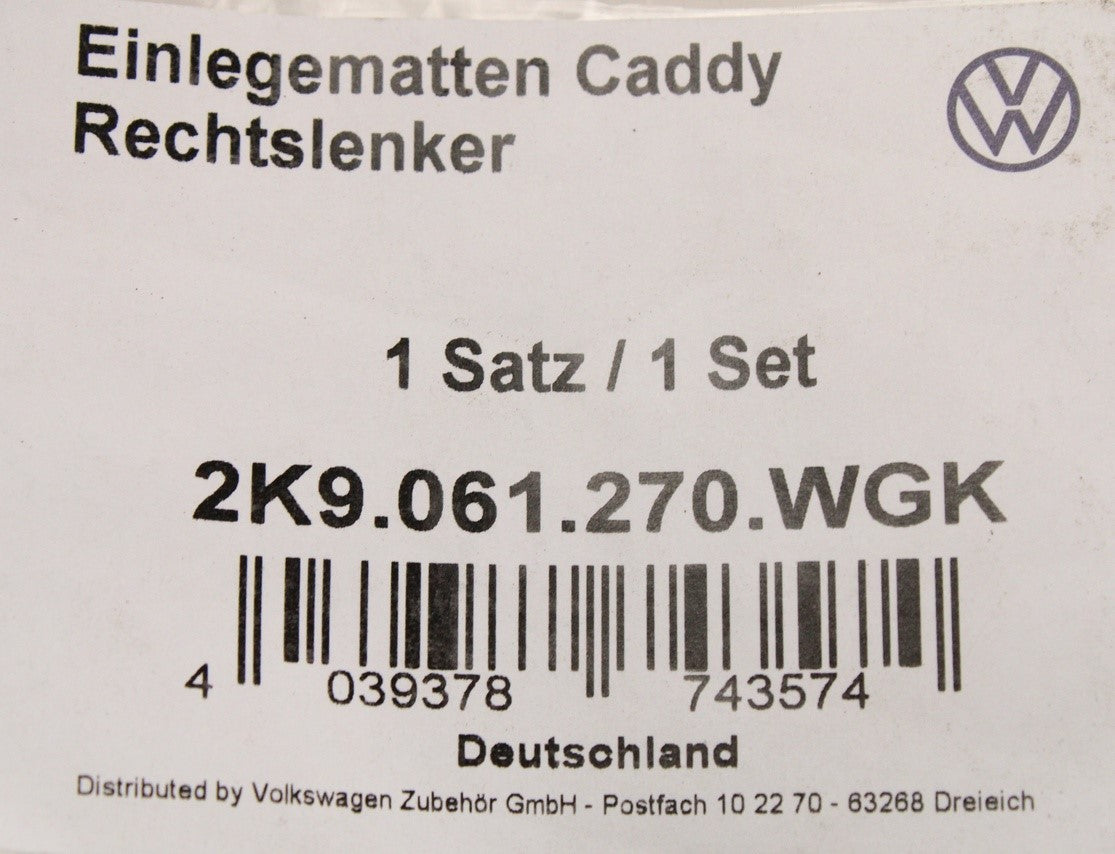 Einlegematten Caddy
Rechtslenker
1 Satz / 1 Set
2K9.061.270.WGK
4 039378 743574
Deutschland
Distributed by Volkswagen Zubehör GmbH - Postfach 10 22 70 - 63268 Dreieich